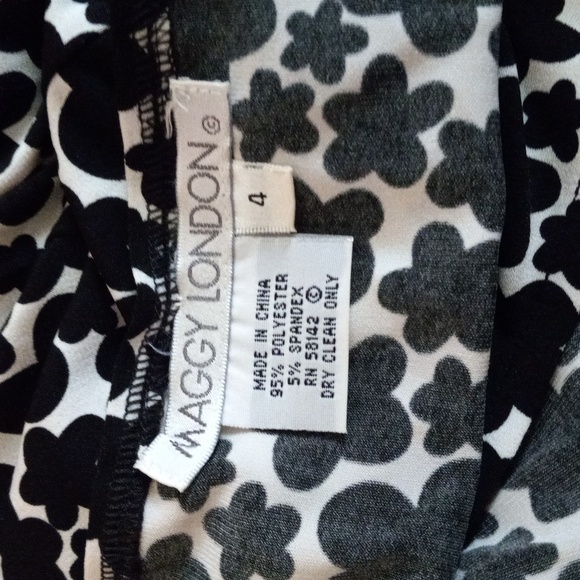 MAGGY LONDON ©
4
MADE IN CHINA
95% POLYESTER
5% SPANDEX
RN 58142 ©
DRY CLEAN ONLY